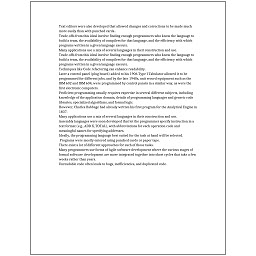 Text editors were also developed that allowed changes and corrections to be made much
more easily than with punched cards.
Trade-offs from this ideal involve finding enough programmers who know the language to
build a team, the availability of compilers for that language, and the efficiency with which
programs written in a given language execute.
Many applications use a mix of several languages in their construction and use.
Trade-offs from this ideal involve finding enough programmers who know the language to
build a team, the availability of compilers for that language, and the efficiency with which
programs written in a given language execute.
Many applications use a mix of several languages in their construction and use.
Techniques like Code refactoring can enhance readability.
Later a control panel (plug board) added to his 1906 Type I Tabulator allowed it to be
programmed for different jobs, and by the late 1940s, unit record equipment such as the
IBM 602 and IBM 604, were programmed by control panels in a similar way, as were the
first electronic computers.
Proficient programming usually requires expertise in several different subjects, including
knowledge of the application domain, details of programming languages and generic code
libraries, specialized algorithms, and formal logic.
However, Charles Babbage had already written his first program for the Analytical Engine in
1837.
Many applications use a mix of several languages in their construction and use.
Assembly languages were soon developed that let the programmer specify instruction in a
text format (e.g., ADD X, TOTAL), with abbreviations for each operation code and
meaningful names for specifying addresses.
Ideally, the programming language best suited for the task at hand will be selected.
Programs were mostly entered using punched cards or paper tape.
There exist a lot of different approaches for each of those tasks.
Many programmers use forms of Agile software development where the various stages of
formal software development are more integrated together into short cycles that take a few
weeks rather than years.
Unreadable code often leads to bugs, inefficiencies, and duplicated code.